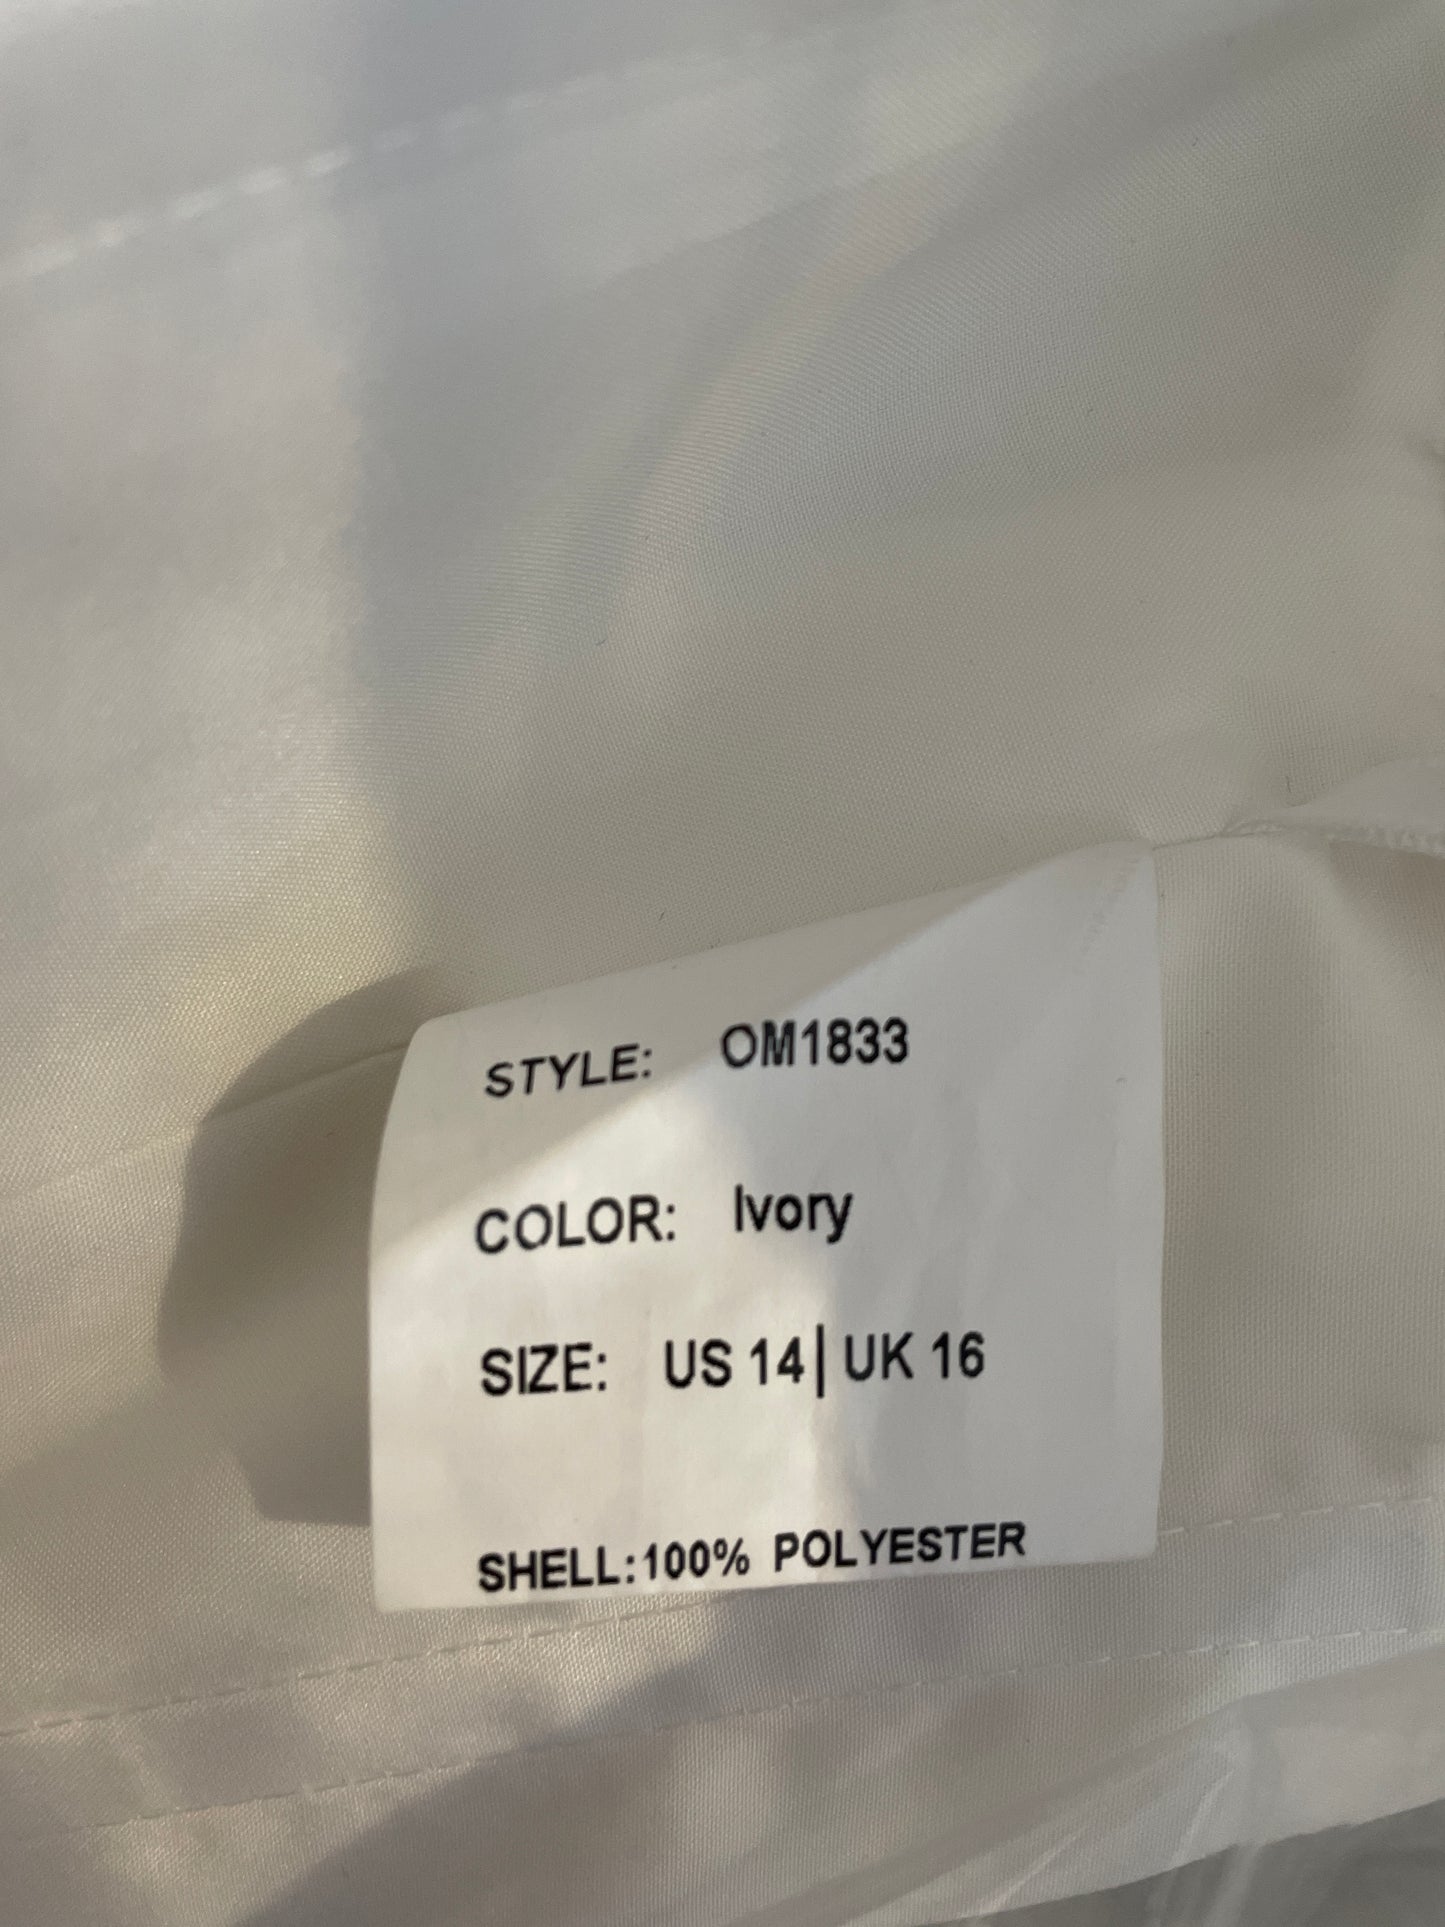 STYLE: OM1833
COLOR: Ivory
SIZE: US 14| UK 16
SHELL:100% POLYESTER